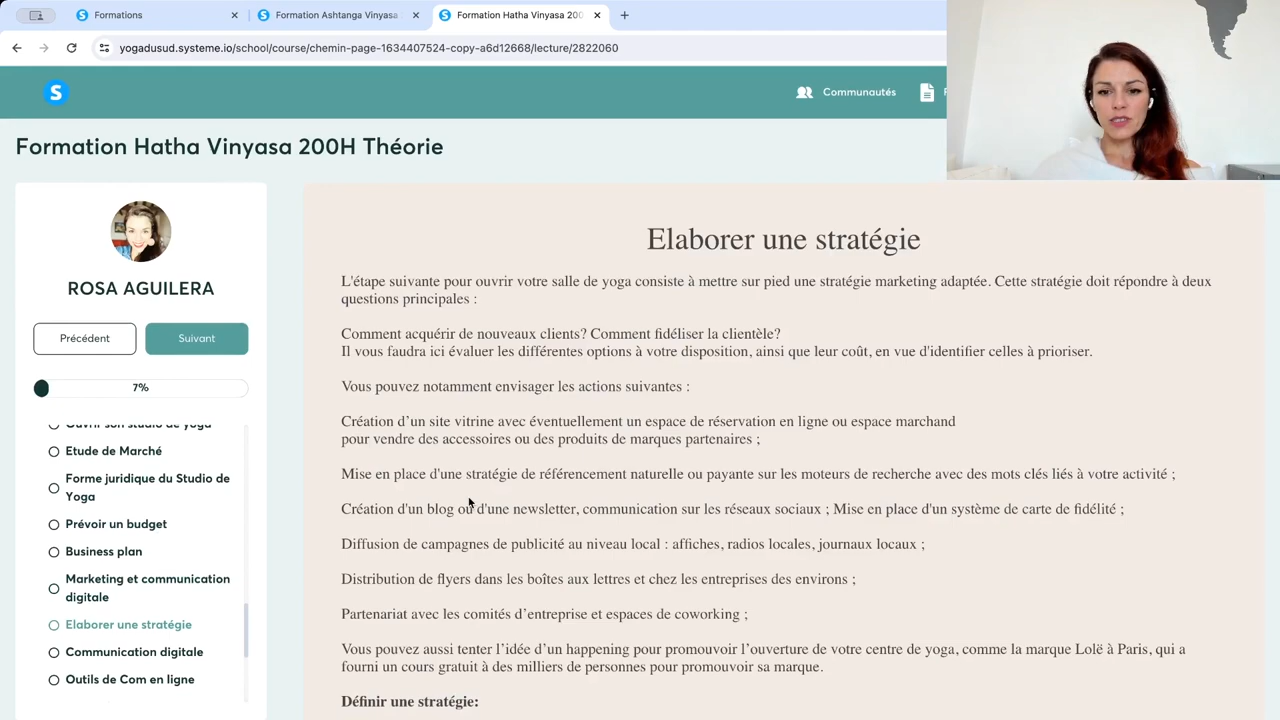 Formations
Formation Ashtanga Vinyasa
Formation Hatha Vinyasa 200
yogadusud.systeme.io/school/course/chemin-page-1634407524-copy-a6d12668/lecture/2822060
S
Communautés
Formation Hatha Vinyasa 200H Théorie
ROSA AGUILERA
Précédent
Suivant
7%
Ouvrir son studio de yoga
Etude de Marché
Forme juridique du Studio de
Yoga
Prévoir un budget
Business plan
Marketing et communication
digitale
Elaborer une stratégie
Communication digitale
Outils de Com en ligne
Elaborer une stratégie
L'étape suivante pour ouvrir votre salle de yoga consiste à mettre sur pied une stratégie marketing adaptée. Cette stratégie doit répondre à deux
questions principales :
Comment acquérir de nouveaux clients? Comment fidéliser la clientèle?
Il vous faudra ici évaluer les différentes options à votre disposition, ainsi que leur coût, en vue d'identifier celles à prioriser.
Vous pouvez notamment envisager les actions suivantes :
Création d’un site vitrine avec éventuellement un espace de réservation en ligne ou espace marchand
pour vendre des accessoires ou des produits de marques partenaires ;
Mise en place d'une stratégie de référencement naturelle ou payante sur les moteurs de recherche avec des mots clés liés à votre activité ;
Création d'un blog ou d'une newsletter, communication sur les réseaux sociaux ; Mise en place d'un système de carte de fidélité ;
Diffusion de campagnes de publicité au niveau local : affiches, radios locales, journaux locaux ;
Distribution de flyers dans les boîtes aux lettres et chez les entreprises des environs ;
Partenariat avec les comités d’entreprise et espaces de coworking ;
Vous pouvez aussi tenter l’idée d’un happening pour promouvoir l’ouverture de votre centre de yoga, comme la marque Lolë à Paris, qui a
fourni un cours gratuit à des milliers de personnes pour promouvoir sa marque.
Définir une stratégie: